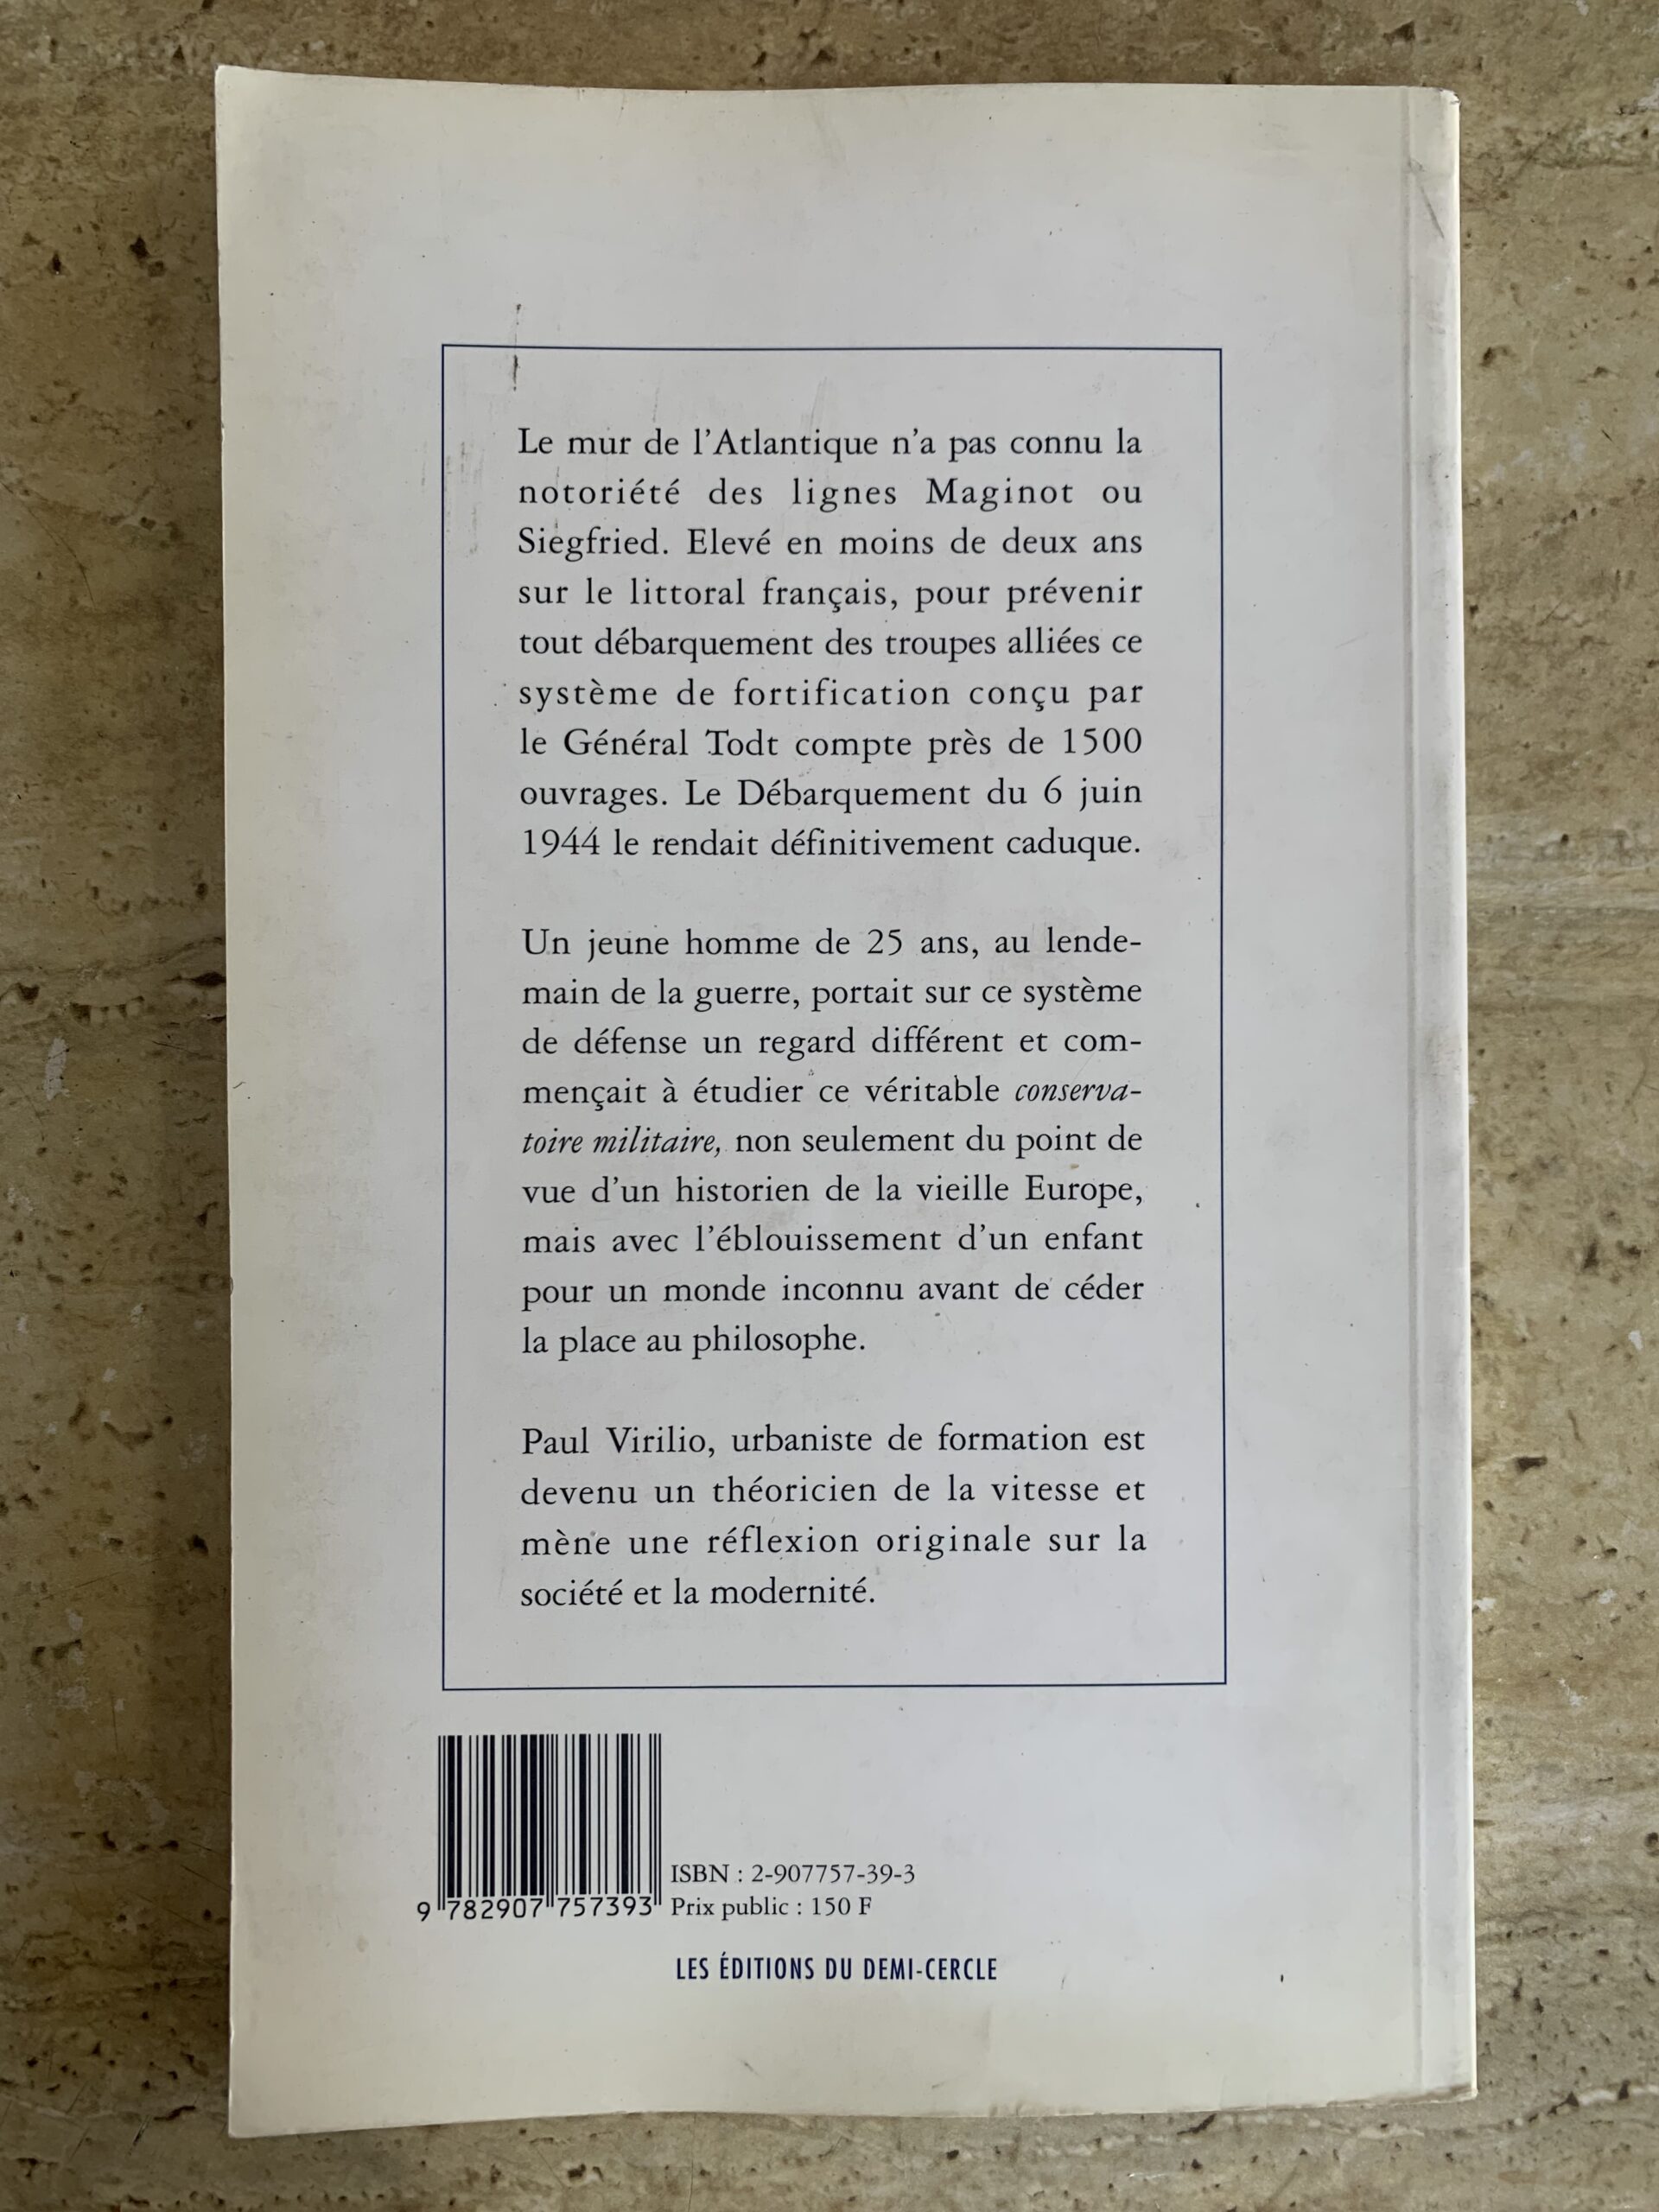 Le mur de l’Atlantique n’a pas connu la
notoriété des lignes Maginot ou
Siegfried. Elevé en moins de deux ans
sur le littoral français, pour prévenir
tout débarquement des troupes alliées ce
système de fortification conçu par
le Général Todt compte près de 1500
ouvrages. Le Débarquement du 6 juin
1944 le rendait définitivement caduque.
Un jeune homme de 25 ans, au lende-
main de la guerre, portait sur ce système
de défense un regard différent et com-
mençait à étudier ce véritable conserva-
toire militaire, non seulement du point de
vue d’un historien de la vieille Europe,
mais avec l’éblouissement d’un enfant
pour un monde inconnu avant de céder
la place au philosophe.
Paul Virilio, urbaniste de formation est
devenu un théoricien de la vitesse et
mène une réflexion originale sur la
société et la modernité.
ISBN : 2-907757-39-3
9 782907 757393 Prix public : 150 F
LES ÉDITIONS DU DEMI-CERCLE